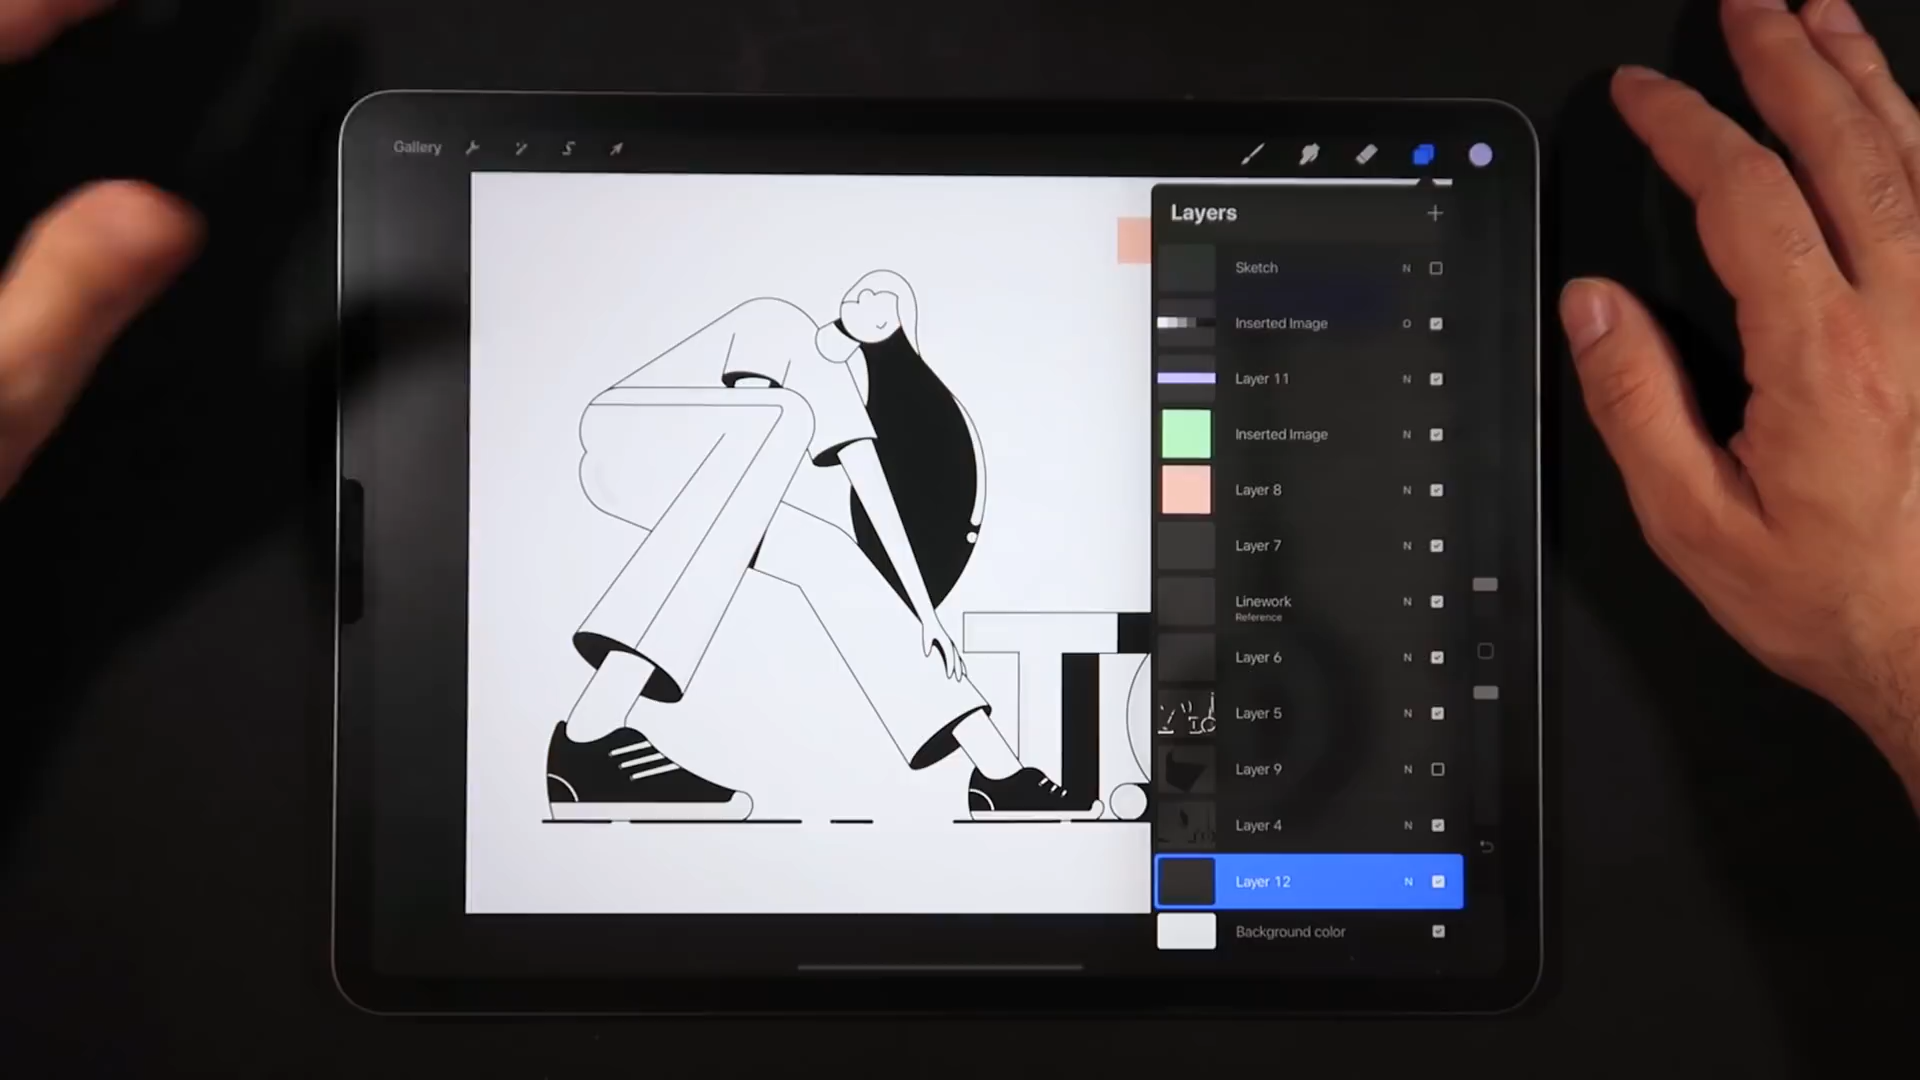 Gallery
Layers
Sketch N
Inserted Image O
Layer 11 N
Inserted Image N
Layer 8 N
Layer 7 N
Linework N
Reference
Layer 6 N
Layer 5 N
Layer 9 N
Layer 4 N
Layer 12 N
Background color